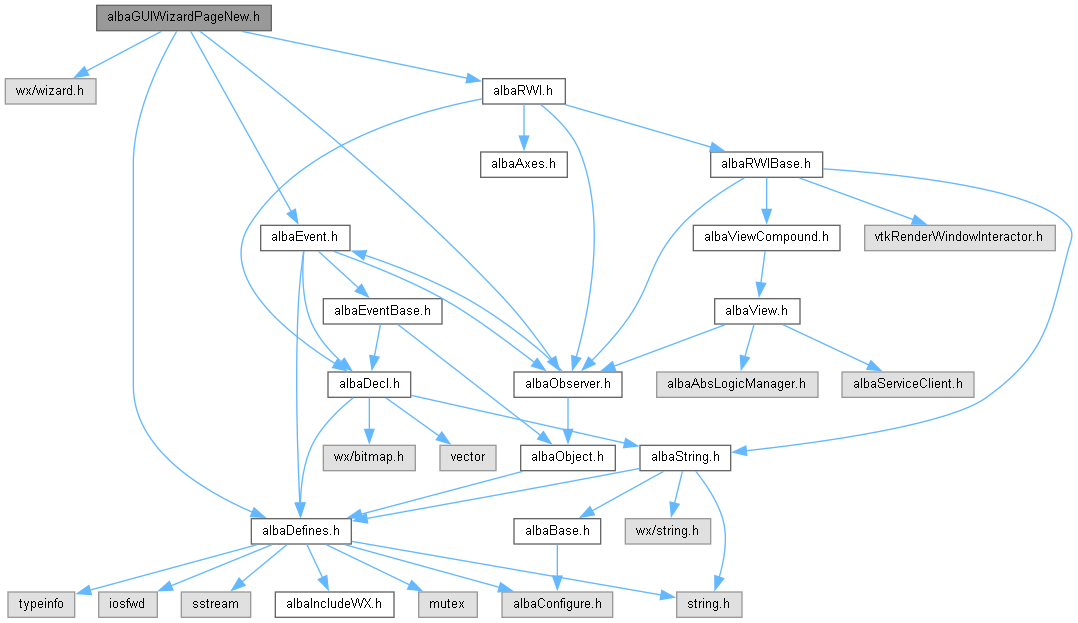 albaGUIWizardPageNew.h
wx/wizard.h
albaRWI.h
albaAxes.h
albaRWIBase.h
albaEvent.h
albaViewCompound.h
vtkRenderWindowInteractor.h
albaEventBase.h
albaView.h
albaDecl.h
albaObserver.h
albaAbsLogicManager.h
albaServiceClient.h
wx/bitmap.h
vector
albaObject.h
albaString.h
albaDefines.h
albaBase.h
wx/string.h
typeinfo
iosfwd
sstream
albaIncludeWX.h
mutex
albaConfigure.h
string.h